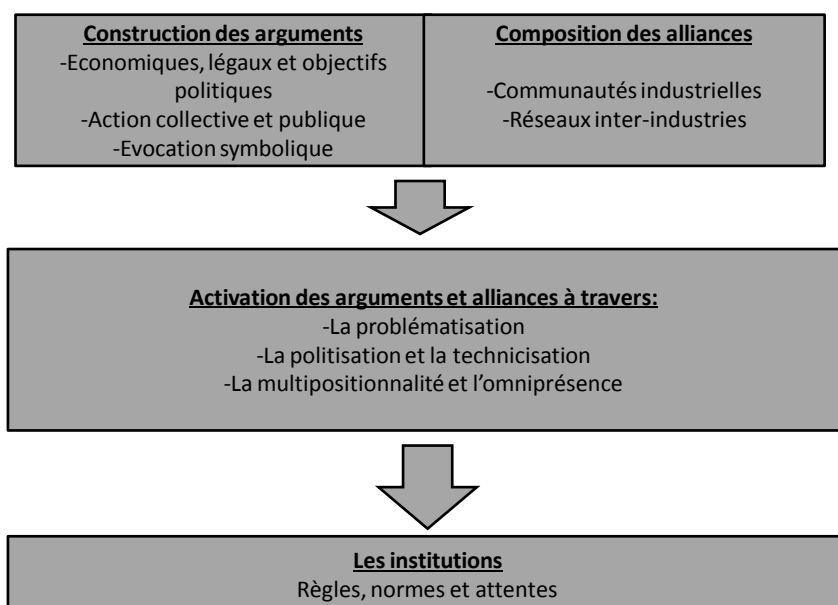 Construction des arguments
-Economiques, légaux et objectifs
politiques
-Action collective et publique
-Evocation symbolique
Composition des alliances
-Communautés industrielles
-Réseaux inter-industries
Activation des arguments et alliances à travers:
-La problématisation
-La politisation et la technicisation
-La multipositionnalité et l’omniprésence
Les institutions
Règles, normes et attentes